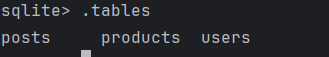 sqlite> .tables
posts products users